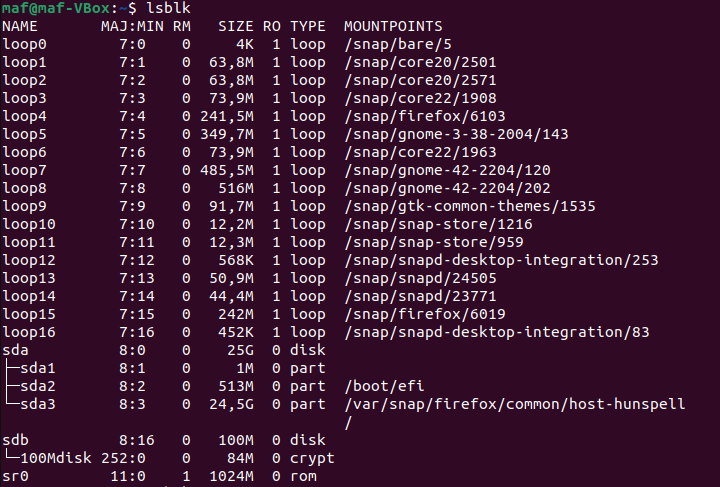 maf@maf-VBox:~$ lsblk
NAME MAJ:MIN RM SIZE RO TYPE MOUNTPOINTS
loop0 7:0 0 4K 1 loop /snap/bare/5
loop1 7:1 0 63,8M 1 loop /snap/core20/2501
loop2 7:2 0 63,8M 1 loop /snap/core20/2571
loop3 7:3 0 73,9M 1 loop /snap/core22/1908
loop4 7:4 0 241,5M 1 loop /snap/firefox/6103
loop5 7:5 0 349,7M 1 loop /snap/gnome-3-38-2004/143
loop6 7:6 0 73,9M 1 loop /snap/core22/1963
loop7 7:7 0 485,5M 1 loop /snap/gnome-42-2204/120
loop8 7:8 0 516M 1 loop /snap/gnome-42-2204/202
loop9 7:9 0 91,7M 1 loop /snap/gtk-common-themes/1535
loop10 7:10 0 12,2M 1 loop /snap/snap-store/1216
loop11 7:11 0 12,3M 1 loop /snap/snap-store/959
loop12 7:12 0 568K 1 loop /snap/snapd-desktop-integration/253
loop13 7:13 0 50,9M 1 loop /snap/snapd/24505
loop14 7:14 0 44,4M 1 loop /snap/snapd/23771
loop15 7:15 0 242M 1 loop /snap/firefox/6019
loop16 7:16 0 452K 1 loop /snap/snapd-desktop-integration/83
sda 8:0 0 25G 0 disk
├─sda1 8:1 0 1M 0 part
├─sda2 8:2 0 513M 0 part /boot/efi
└─sda3 8:3 0 24,5G 0 part /var/snap/firefox/common/host-hunspell
/
sdb 8:16 0 100M 0 disk
└─100Mdisk 252:0 0 84M 0 crypt
sr0 11:0 1 1024M 0 rom